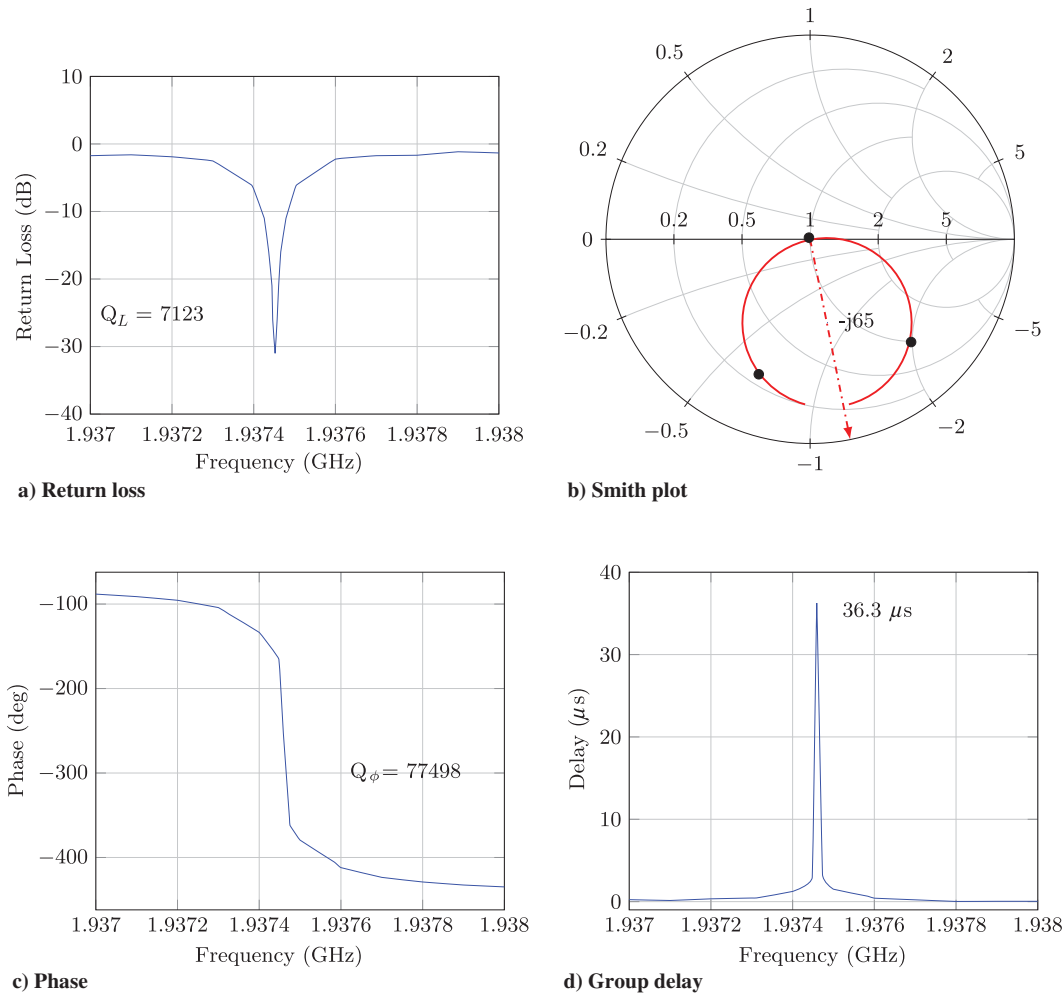 10
0
−10
−20
−30
−40
Return Loss (dB)
Q_L = 7123
1.937 1.9372 1.9374 1.9376 1.9378 1.938
Frequency (GHz)
a) Return loss
1
0.5 2
0.2 5
0 0.2 0.5 1 2 5
-j65
−0.2 −5
−0.5 −2
−1
b) Smith plot
−100
−200
−300
−400
Phase (deg)
Q_ϕ= 77498
1.937 1.9372 1.9374 1.9376 1.9378 1.938
Frequency (GHz)
c) Phase
40
30
20
10
0
Delay (μs)
36.3 μs
1.937 1.9372 1.9374 1.9376 1.9378 1.938
Frequency (GHz)
d) Group delay